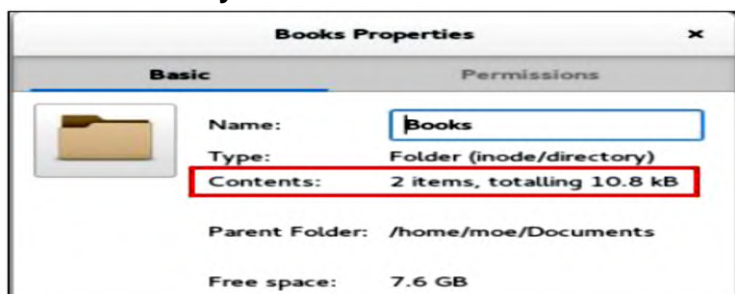 Books Properties ×
Basic Permissions
Name: Books
Type: Folder (inode/directory)
Contents: 2 items, totalling 10.8 kB
Parent Folder: /home/moe/Documents
Free space: 7.6 GB